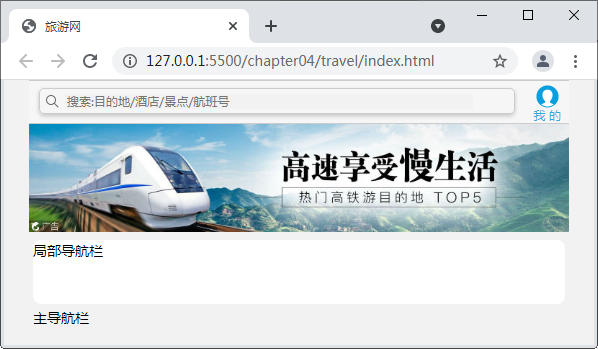 旅游网
127.0.0.1:5500/chapter04/travel/index.html
搜索:目的地/酒店/景点/航班号
我 的
高速享受慢生活
热门高铁游目的地 TOP5
广告
局部导航栏
主导航栏